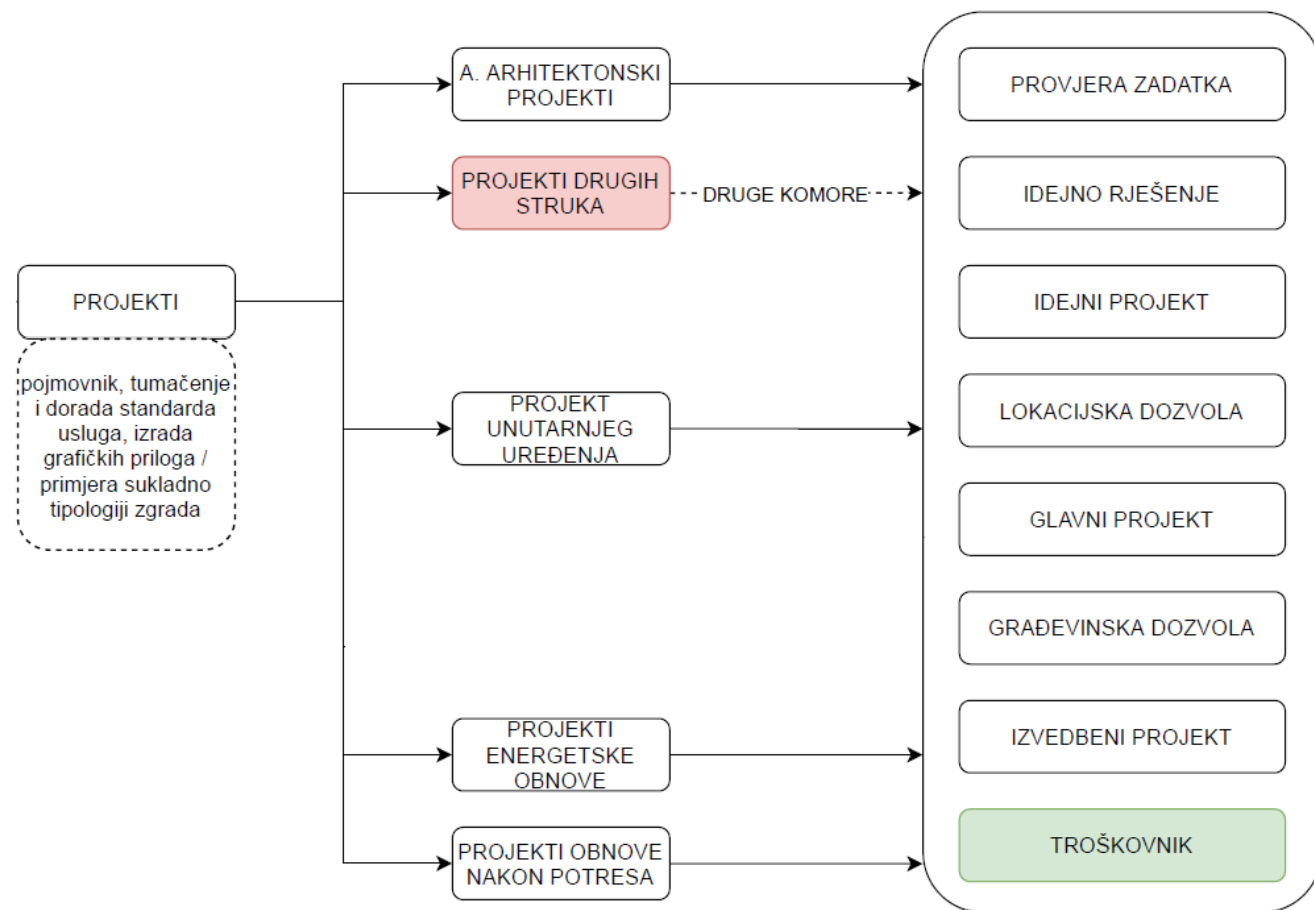 PROJEKTI
pojmovnik, tumačenje
i dorada standarda
usluga, izrada
grafičkih priloga /
primjera sukladno
tipologiji zgrada
A. ARHITEKTONSKI
PROJEKTI
PROJEKTI DRUGIH
STRUKA
DRUGE KOMORE
PROJEKT
UNUTARNJEG
UREĐENJA
PROJEKTI
ENERGETSKE
OBNOVE
PROJEKTI OBNOVE
NAKON POTRESA
PROVJERA ZADATKA
IDEJNO RJEŠENJE
IDEJNI PROJEKT
LOKACIJSKA DOZVOLA
GLAVNI PROJEKT
GRAĐEVINSKA DOZVOLA
IZVEDBENI PROJEKT
TROŠKOVNIK